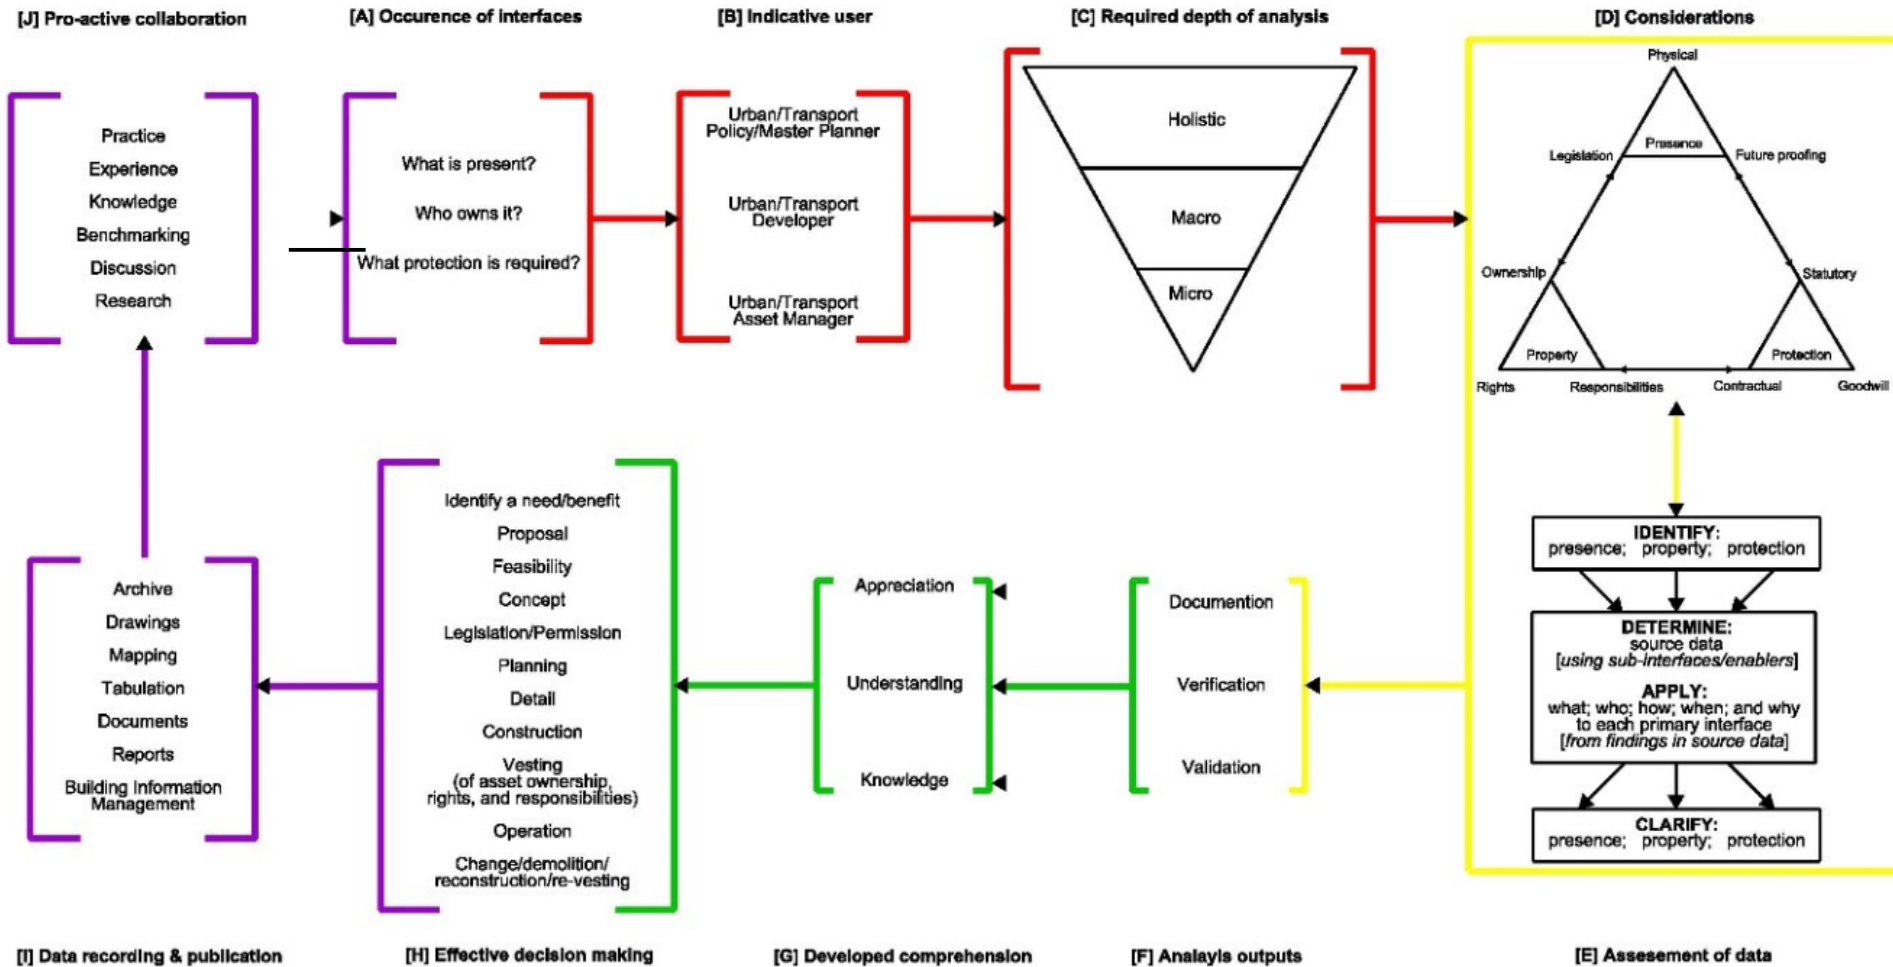 [J] Pro-active collaboration
[A] Occurence of interfaces
[B] Indicative user
[C] Required depth of analysis
[D] Considerations
Practice
Experience
Knowledge
Benchmarking
Discussion
Research
What is present?
Who owns it?
What protection is required?
Urban/Transport
Policy/Master Planner
Urban/Transport
Developer
Urban/Transport
Asset Manager
Holistic
Macro
Micro
Physical
Presence
Legislation
Future proofing
Ownership
Statutory
Property
Protection
Rights
Responsibilities
Contractual
Goodwill
IDENTIFY:
presence; property; protection
DETERMINE:
source data
[using sub-interfaces/enablers]
APPLY:
what; who; how; when; and why
to each primary interface
[from findings in source data]
CLARIFY:
presence; property; protection
Documention
Verification
Validation
Appreciation
Understanding
Knowledge
Identify a need/benefit
Proposal
Feasibility
Concept
Legislation/Permission
Planning
Detail
Construction
Vesting
(of asset ownership,
rights, and responsibilities)
Operation
Change/demolition/
reconstruction/re-vesting
Archive
Drawings
Mapping
Tabulation
Documents
Reports
Building Information
Management
[I] Data recording & publication
[H] Effective decision making
[G] Developed comprehension
[F] Analayis outputs
[E] Assesement of data